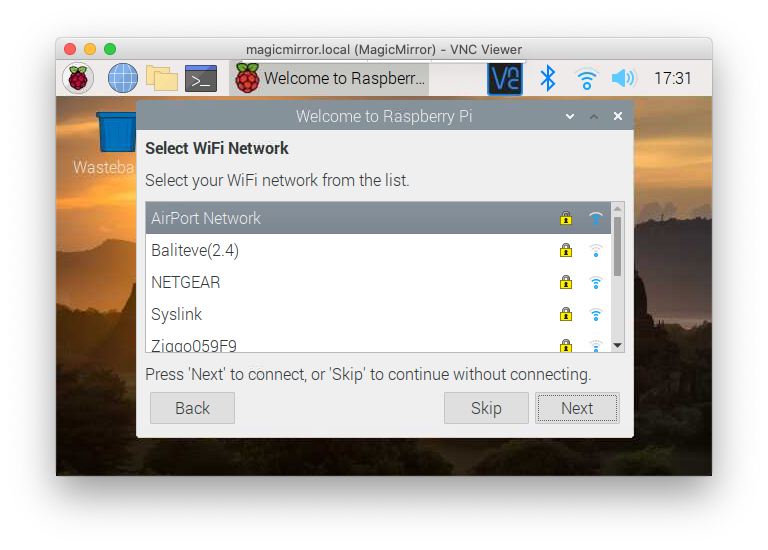 magicmirror.local (MagicMirror) - VNC Viewer
Welcome to Raspberr... 17:31
Welcome to Raspberry Pi
Wasteba
Select WiFi Network
Select your WiFi network from the list.
AirPort Network
Baliteve(2.4)
NETGEAR
Syslink
Ziggo059F9
Press 'Next' to connect, or 'Skip' to continue without connecting.
Back Skip Next